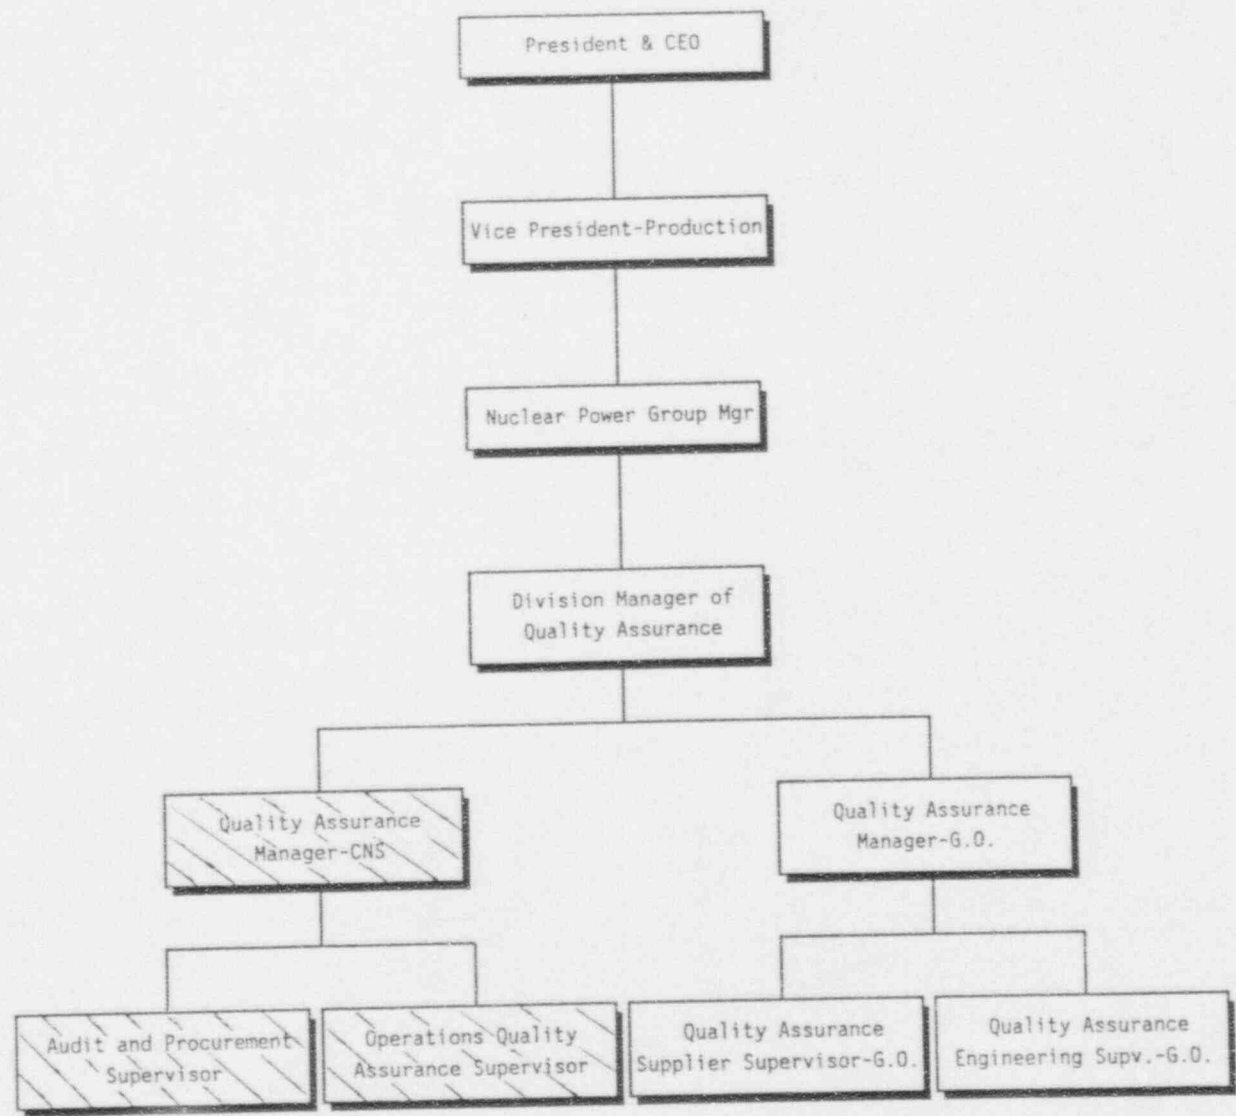 President & CEO
Vice President-Production
Nuclear Power Group Mgr
Division Manager of
Quality Assurance
Quality Assurance
Manager-CNS
Quality Assurance
Manager-G.O.
Audit and Procurement
Supervisor
Operations Quality
Assurance Supervisor
Quality Assurance
Supplier Supervisor-G.O.
Quality Assurance
Engineering Supv.-G.O.